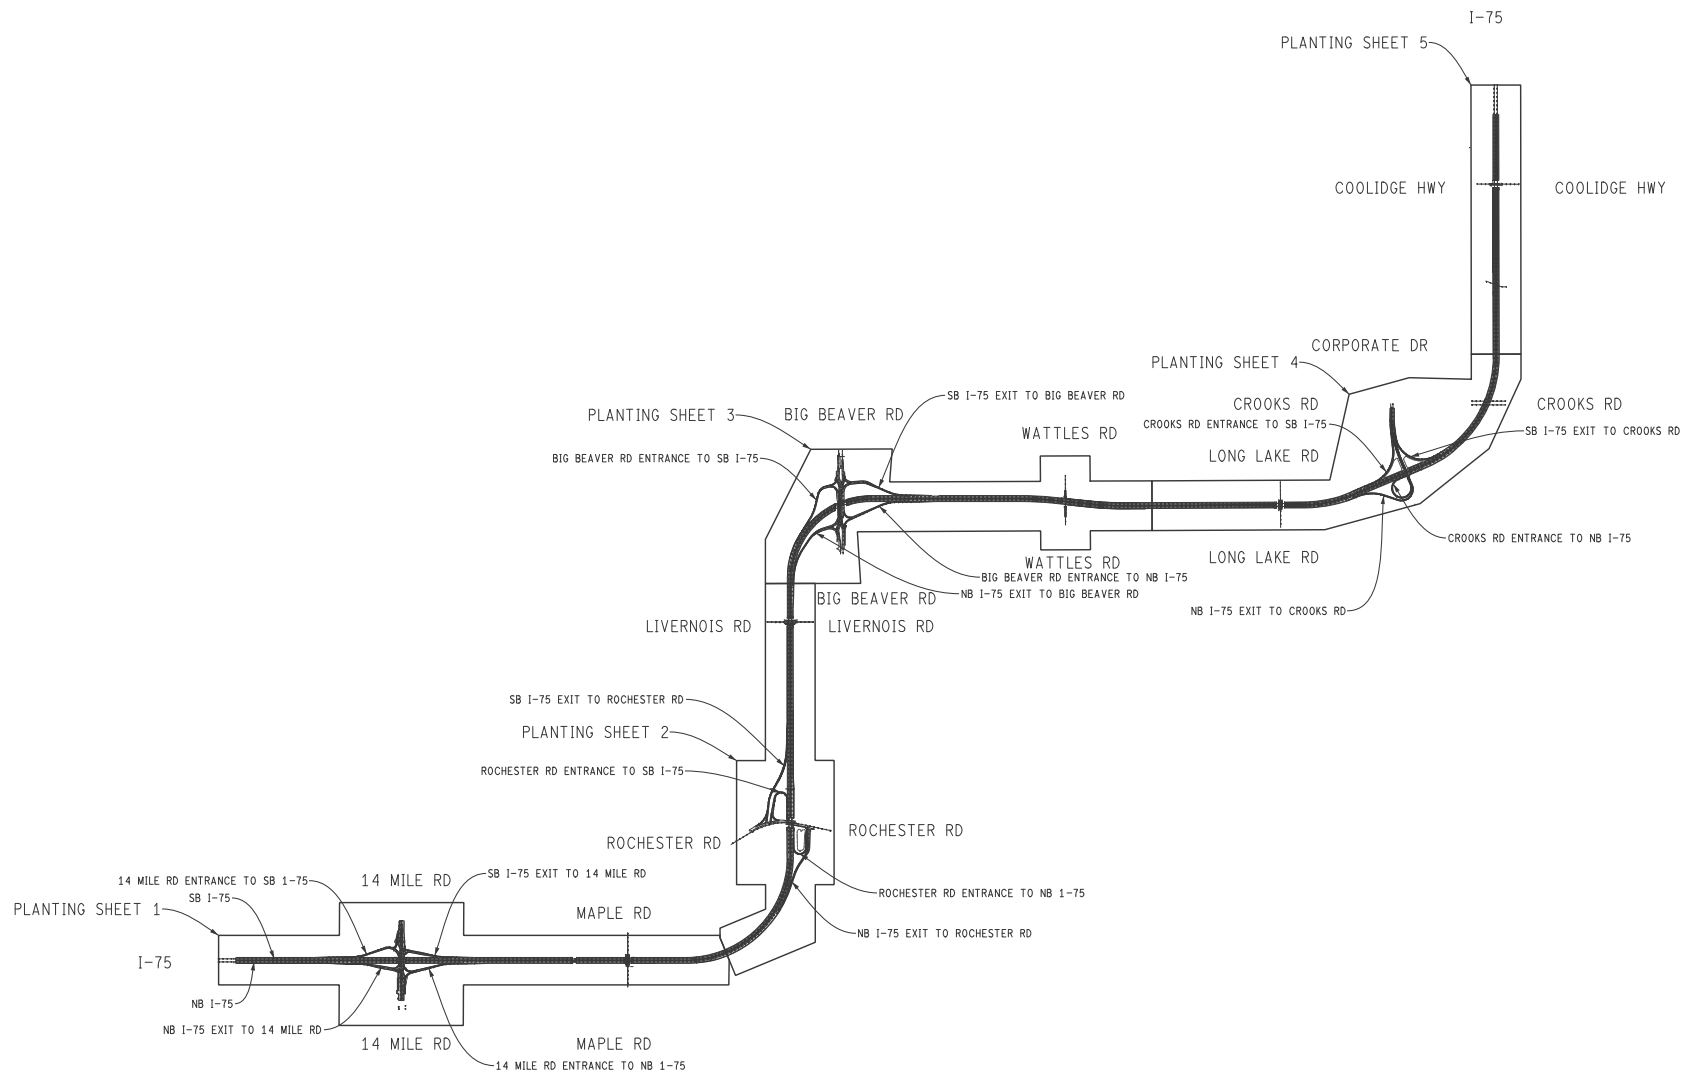 I-75
PLANTING SHEET 5
COOLIDGE HWY
COOLIDGE HWY
CORPORATE DR
PLANTING SHEET 4
SB I-75 EXIT TO BIG BEAVER RD
CROOKS RD
CROOKS RD
PLANTING SHEET 3
BIG BEAVER RD
CROOKS RD ENTRANCE TO SB I-75
SB I-75 EXIT TO CROOKS RD
WATTLES RD
BIG BEAVER RD ENTRANCE TO SB I-75
LONG LAKE RD
CROOKS RD ENTRANCE TO NB I-75
LONG LAKE RD
WATTLES RD
BIG BEAVER RD ENTRANCE TO NB I-75
NB I-75 EXIT TO BIG BEAVER RD
BIG BEAVER RD
NB I-75 EXIT TO CROOKS RD
LIVERNOIS RD
LIVERNOIS RD
SB I-75 EXIT TO ROCHESTER RD
PLANTING SHEET 2
ROCHESTER RD ENTRANCE TO SB I-75
ROCHESTER RD
ROCHESTER RD
SB I-75 EXIT TO 14 MILE RD
14 MILE RD ENTRANCE TO SB 1-75
14 MILE RD
ROCHESTER RD ENTRANCE TO NB 1-75
SB I-75
PLANTING SHEET 1
MAPLE RD
NB I-75 EXIT TO ROCHESTER RD
I-75
NB I-75
NB I-75 EXIT TO 14 MILE RD
14 MILE RD
MAPLE RD
14 MILE RD ENTRANCE TO NB 1-75